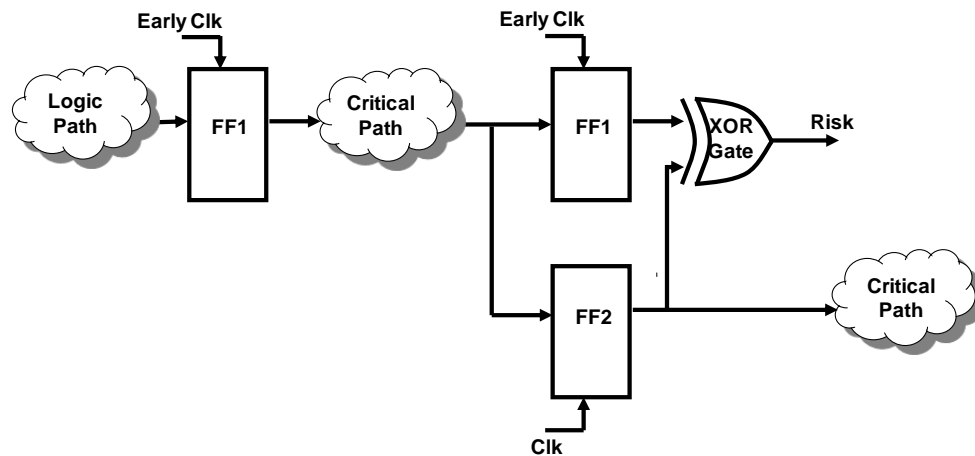 Early Clk
Early Clk
Logic
Path
FF1
Critical
Path
FF1
XOR
Gate
Risk
FF2
Critical
Path
Clk